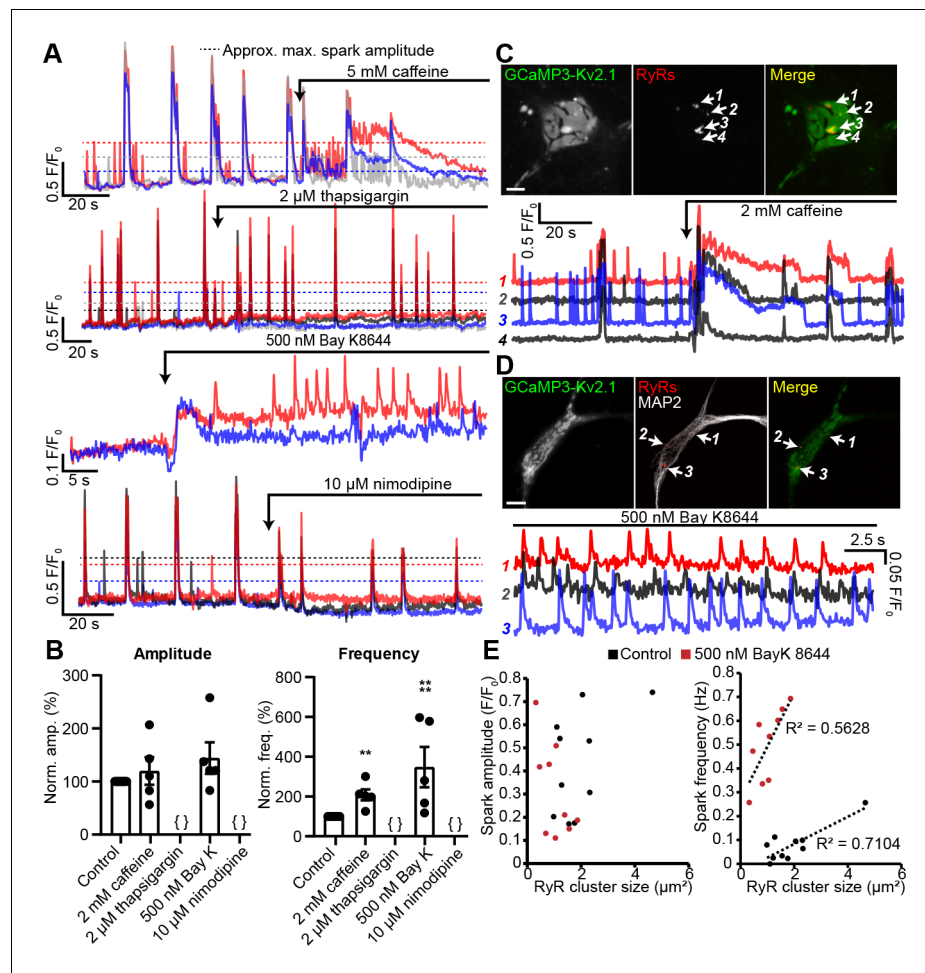 A
Approx. max. spark amplitude
5 mM caffeine
0.5 F/F₀
20 s
2 µM thapsigargin
0.5 F/F₀
20 s
500 nM Bay K8644
0.1 F/F₀
5 s
10 µM nimodipine
0.5 F/F
20 s
B
Amplitude
Norm. amp. (%)
300
200
100
0
{ }
{ }
Control
2 mM caffeine
2 µM thapsigargin
500 nM Bay K
10 µM nimodipine
Frequency
Norm. freq. (%)
800
600
400
200
0
**
{ }
**
**
{ }
Control
2 mM caffeine
2 µM thapsigargin
500 nM Bay K
10 µM nimodipine
C
GCaMP3-Kv2.1
RyRs
Merge
1
2
3
4
1
2
3
4
0.5 F/F₀
20 s
2 mM caffeine
1
2
3
4
D
GCaMP3-Kv2.1
RyRs
MAP2
Merge
2
1
3
2
1
3
500 nM Bay K8644
2.5 s
0.05 F/F₀
1
2
3
E
Control
500 nM BayK 8644
Spark amplitude (F/F₀)
0.8
0.7
0.6
0.5
0.4
0.3
0.2
0.1
0
0
2
4
6
RyR cluster size (µm²)
Spark frequency (Hz)
0.8
0.7
0.6
0.5
0.4
0.3
0.2
0.1
0
R² = 0.5628
R² = 0.7104
0
2
4
6
RyR cluster size (µm²)